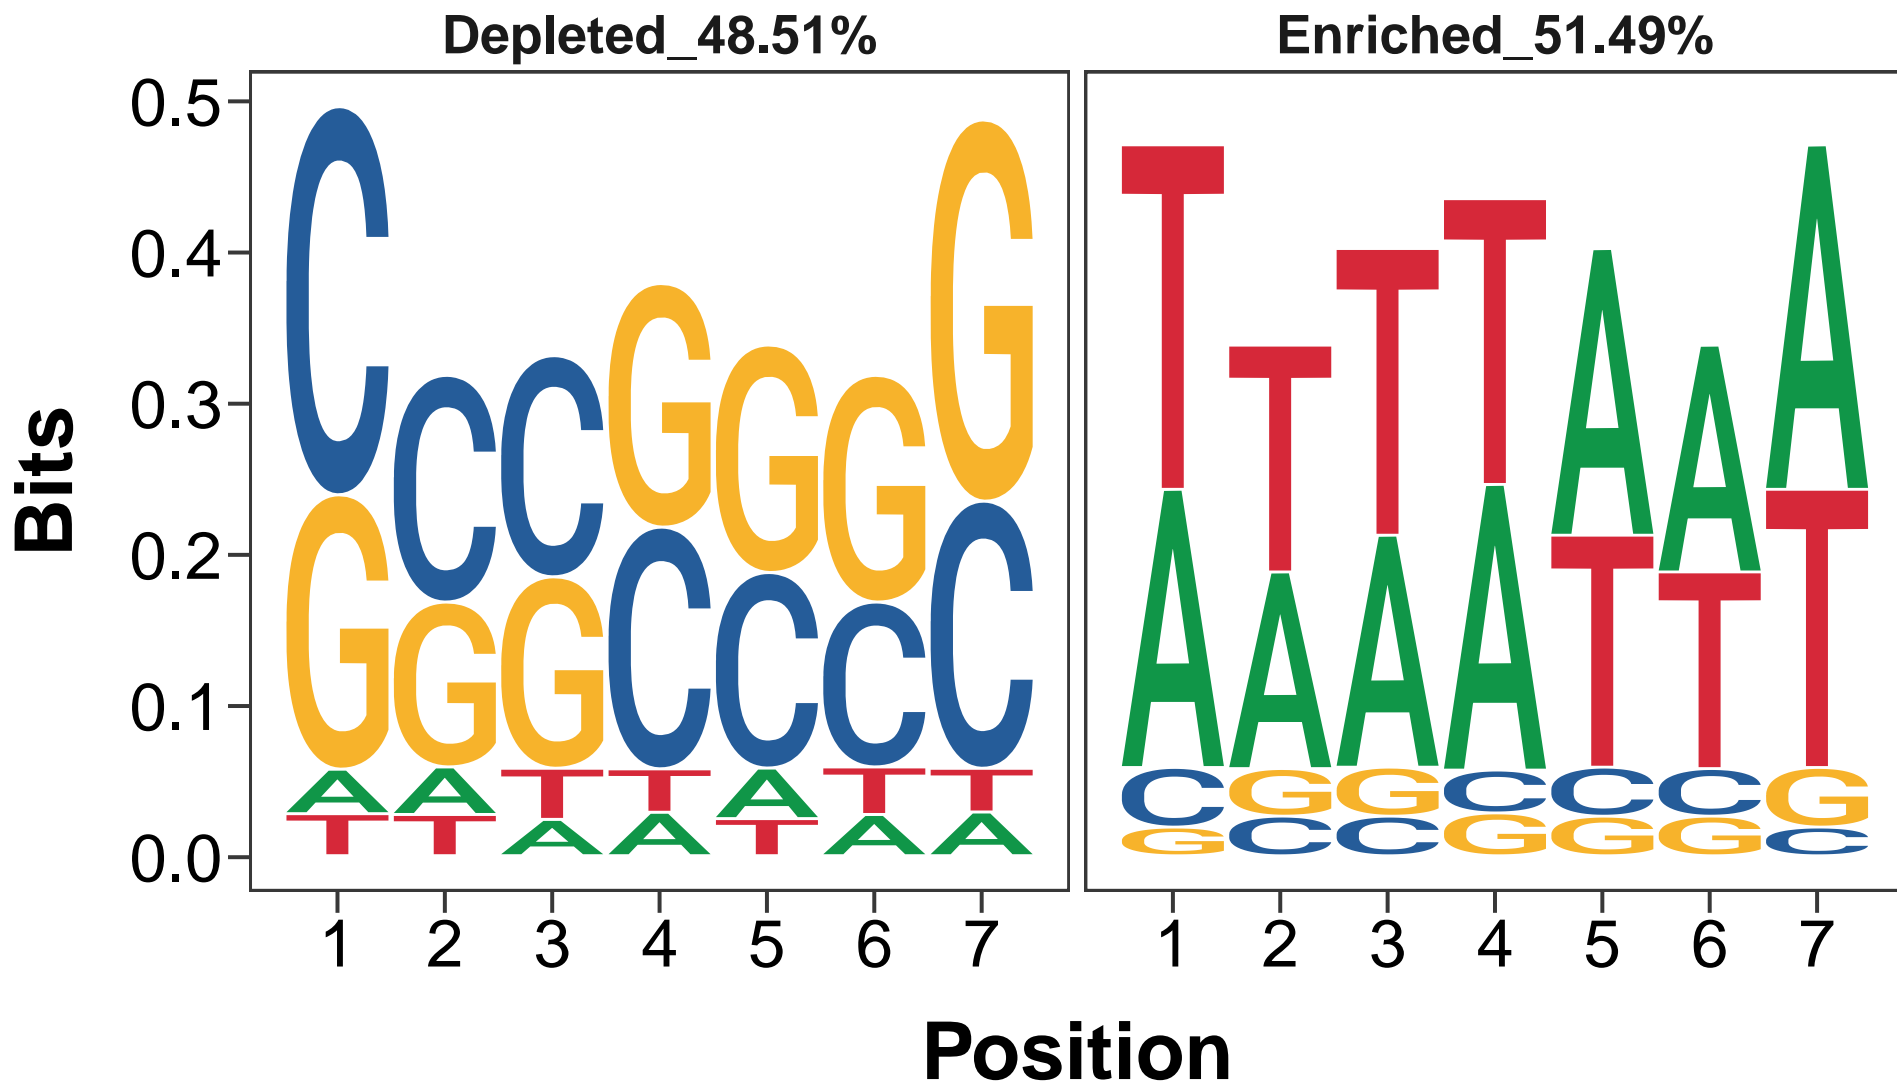 Depleted_48.51% Enriched_51.49%
0.5
0.4
0.3
0.2
0.1
0.0
Bits
C C C G G G G
G G G C C C C
A A T T A T T
T T A A T A A
T T T T A A A
A A A A T T T
C G G C C C G
G C C G G G C
1 2 3 4 5 6 7
1 2 3 4 5 6 7
Position